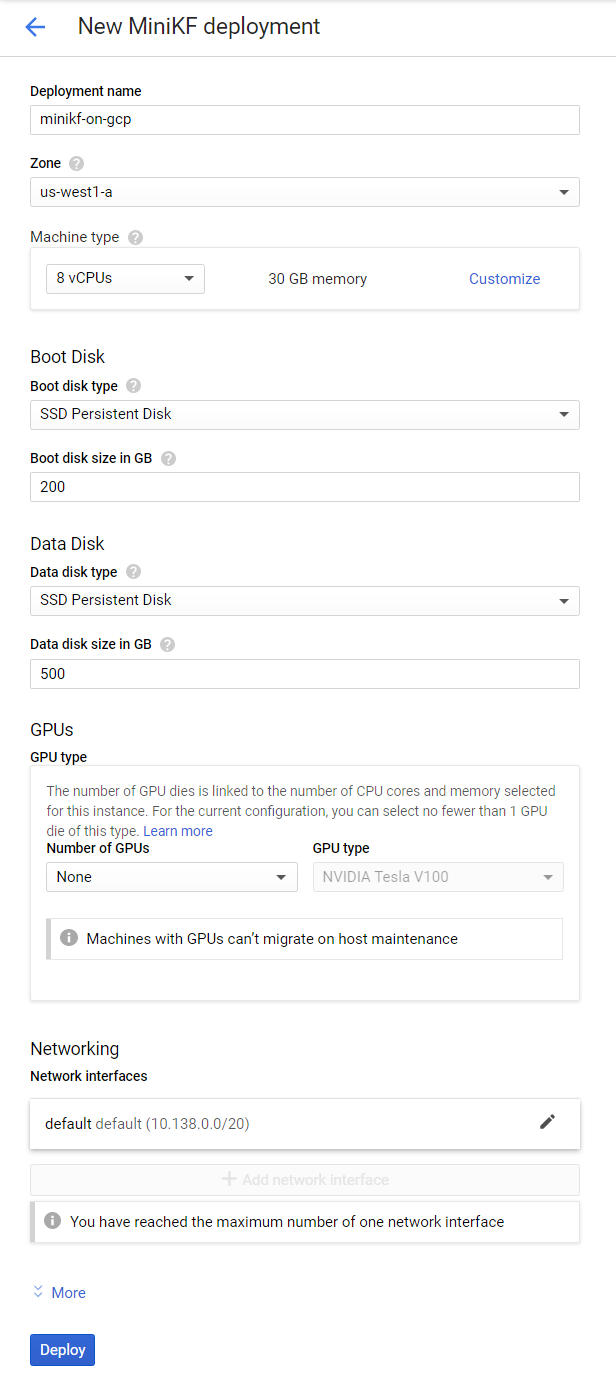 New MiniKF deployment
Deployment name
minikf-on-gcp
Zone
us-west1-a
Machine type
8 vCPUs 30 GB memory Customize
Boot Disk
Boot disk type
SSD Persistent Disk
Boot disk size in GB
200
Data Disk
Data disk type
SSD Persistent Disk
Data disk size in GB
500
GPUs
GPU type
The number of GPU dies is linked to the number of CPU cores and memory selected
for this instance. For the current configuration, you can select no fewer than 1 GPU
die of this type. Learn more
Number of GPUs GPU type
None NVIDIA Tesla V100
Machines with GPUs can't migrate on host maintenance
Networking
Network interfaces
default default (10.138.0.0/20)
+ Add network interface
You have reached the maximum number of one network interface
More
Deploy